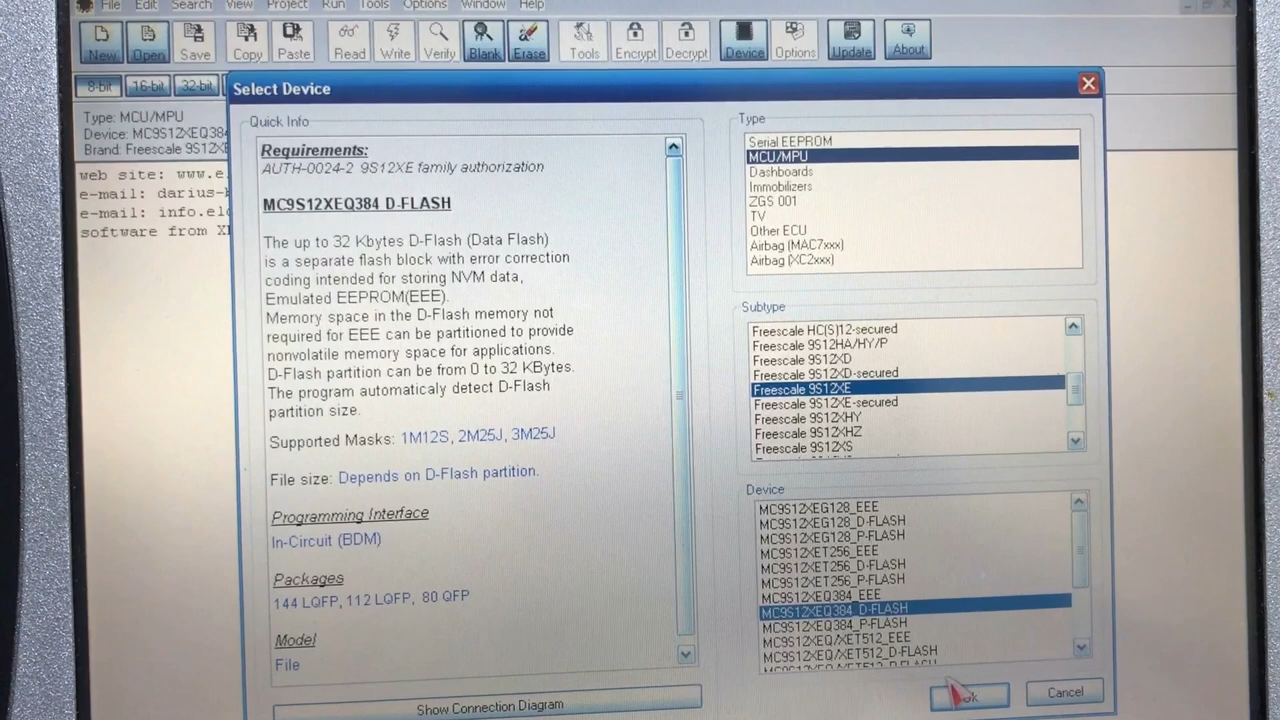 File Edit Search View Project Run Tools Options Window Help
New Open Save Copy Paste Read Write Verify Blank Erase Tools Encrypt Decrypt Device Options Update About
8-bit 16-bit 32-bit
Type: MCU/MPU
Device: MC9S12XEQ384
Brand: Freescale 9S12XE
web site: www.e.
e-mail: darius-
e-mail: info.el
software from
Select Device
Quick Info
Requirements:
AUTH-0024-2 9S12XE family authorization
MC9S12XEQ384 D-FLASH
The up to 32 Kbytes D-Flash (Data Flash)
is a separate flash block with error correction
coding intended for storing NVM data,
Emulated EEPROM(EEE).
Memory space in the D-Flash memory not
required for EEE can be partitioned to provide
nonvolatile memory space for applications.
D-Flash partition can be from 0 to 32 KBytes.
The program automaticaly detect D-Flash
partition size.
Supported Masks: 1M12S, 2M25J, 3M25J
File size: Depends on D-Flash partition.
Programming Interface
In-Circuit (BDM)
Packages
144 LQFP, 112 LQFP, 80 QFP
Model
File
Show Connection Diagram
Type
Serial EEPROM
MCU/MPU
Dashboards
Immobilizers
ZGS 001
TV
Other ECU
Airbag (MAC7xxx)
Airbag (XC2xxx)
Subtype
Freescale HC(S)12-secured
Freescale 9S12HA/HY/P
Freescale 9S12XD
Freescale 9S12XD-secured
Freescale 9S12XE
Freescale 9S12XE-secured
Freescale 9S12XHY
Freescale 9S12XHZ
Freescale 9S12XS
Device
MC9S12XEG128_EEE
MC9S12XEG128_D-FLASH
MC9S12XEG128_P-FLASH
MC9S12XET256_EEE
MC9S12XET256_D-FLASH
MC9S12XET256_P-FLASH
MC9S12XEQ384_EEE
MC9S12XEQ384_D-FLASH
MC9S12XEQ384_P-FLASH
MC9S12XEQ/XET512_EEE
MC9S12XEQ/XET512_D-FLASH
MC9S12XEQ/XET512_P-FLASH
Ok Cancel